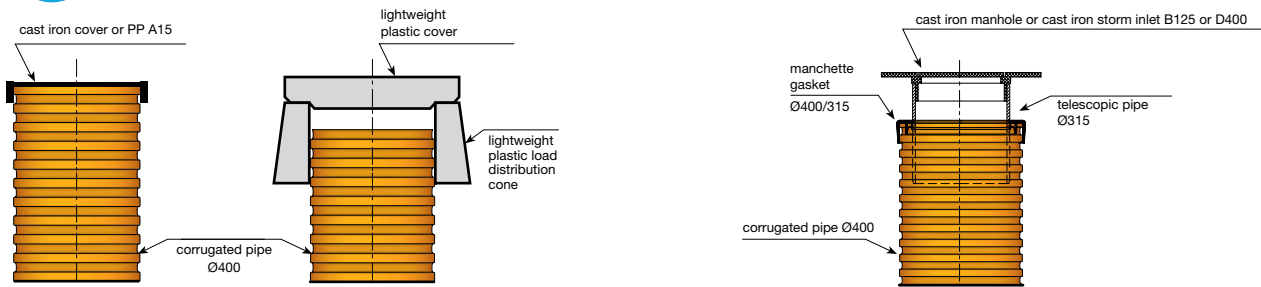 cast iron cover or PP A15
lightweight
plastic cover
lightweight
plastic load
distribution
cone
corrugated pipe
Ø400
cast iron manhole or cast iron storm inlet B125 or D400
manchette
gasket
Ø400/315
telescopic pipe
Ø315
corrugated pipe Ø400